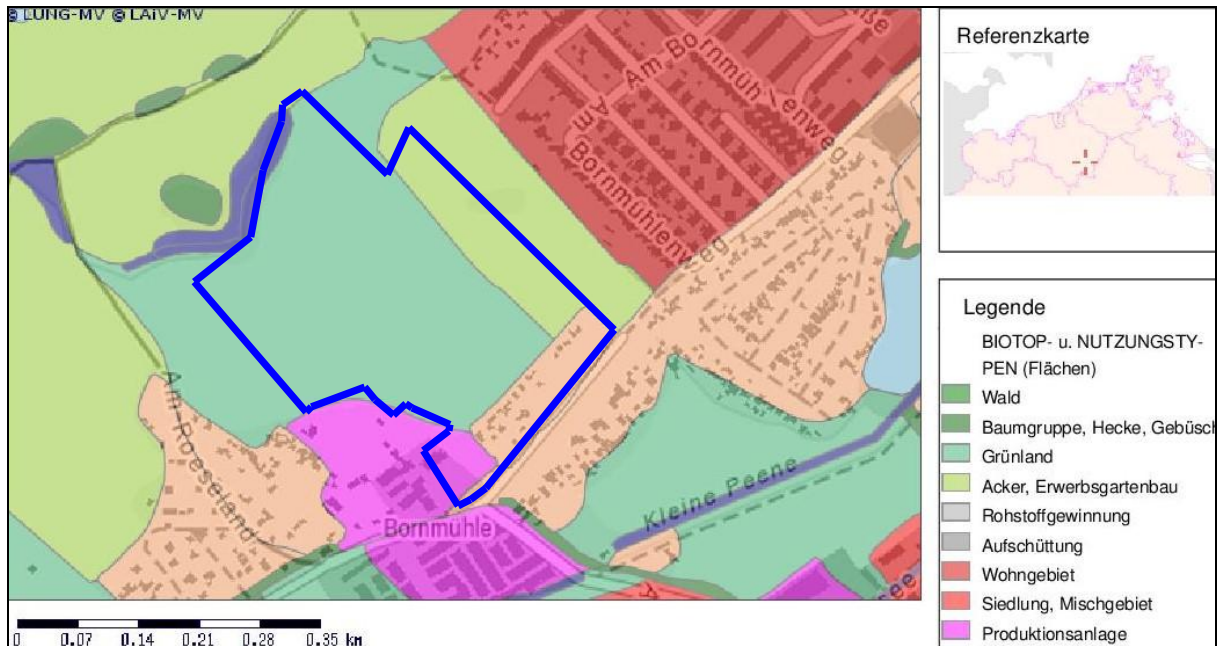 © LUNG-MV © LAiV-MV
Am Bornmühlenweg
Am
Bornmühlenweg
Am Roeseland
Kleine Peene
Bornmühle
0 0.07 0.14 0.21 0.28 0.35 km
Referenzkarte
Legende
BIOTOP- u. NUTZUNGSTY-
PEN (Flächen)
Wald
Baumgruppe, Hecke, Gebüsch
Grünland
Acker, Erwerbsgartenbau
Rohstoffgewinnung
Aufschüttung
Wohngebiet
Siedlung, Mischgebiet
Produktionsanlage